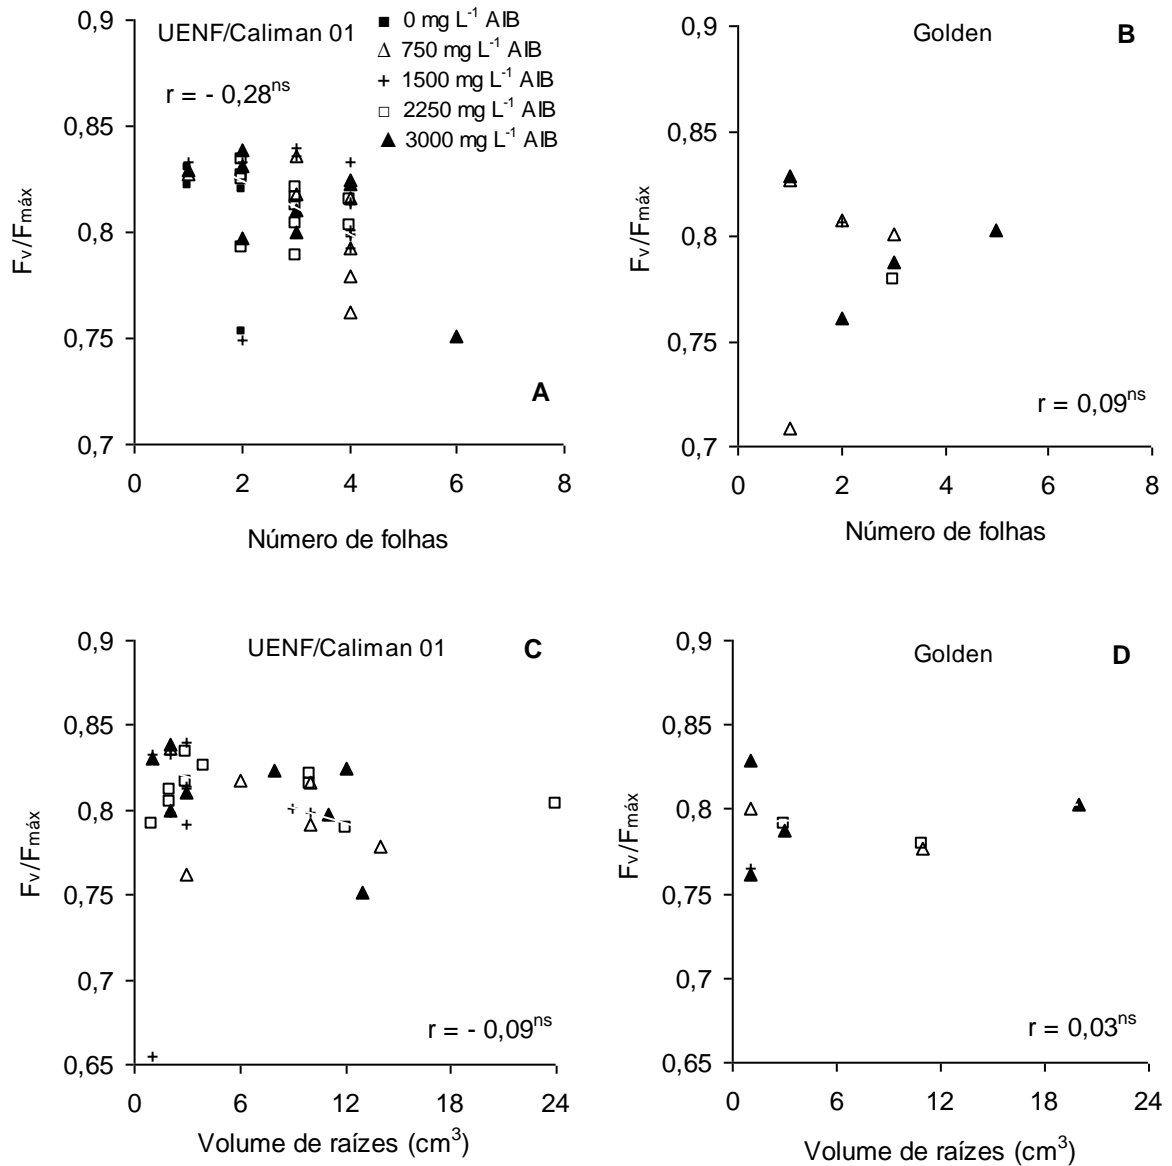 UENF/Caliman 01
0 mg L-1 AIB
750 mg L-1 AIB
1500 mg L-1 AIB
2250 mg L-1 AIB
3000 mg L-1 AIB
r = - 0,28ns
0,9
0,85
0,8
0,75
0,7
Fv/Fmáx
A
0 2 4 6 8
Número de folhas
Golden
B
0,9
0,85
0,8
0,75
0,7
Fv/Fmáx
r = 0,09ns
0 2 4 6 8
Número de folhas
UENF/Caliman 01
C
0,9
0,85
0,8
0,75
0,7
0,65
Fv/Fmáx
r = - 0,09ns
0 6 12 18 24
Volume de raízes (cm3)
Golden
D
0,9
0,85
0,8
0,75
0,7
0,65
Fv/Fmáx
r = 0,03ns
0 6 12 18 24
Volume de raízes (cm3)